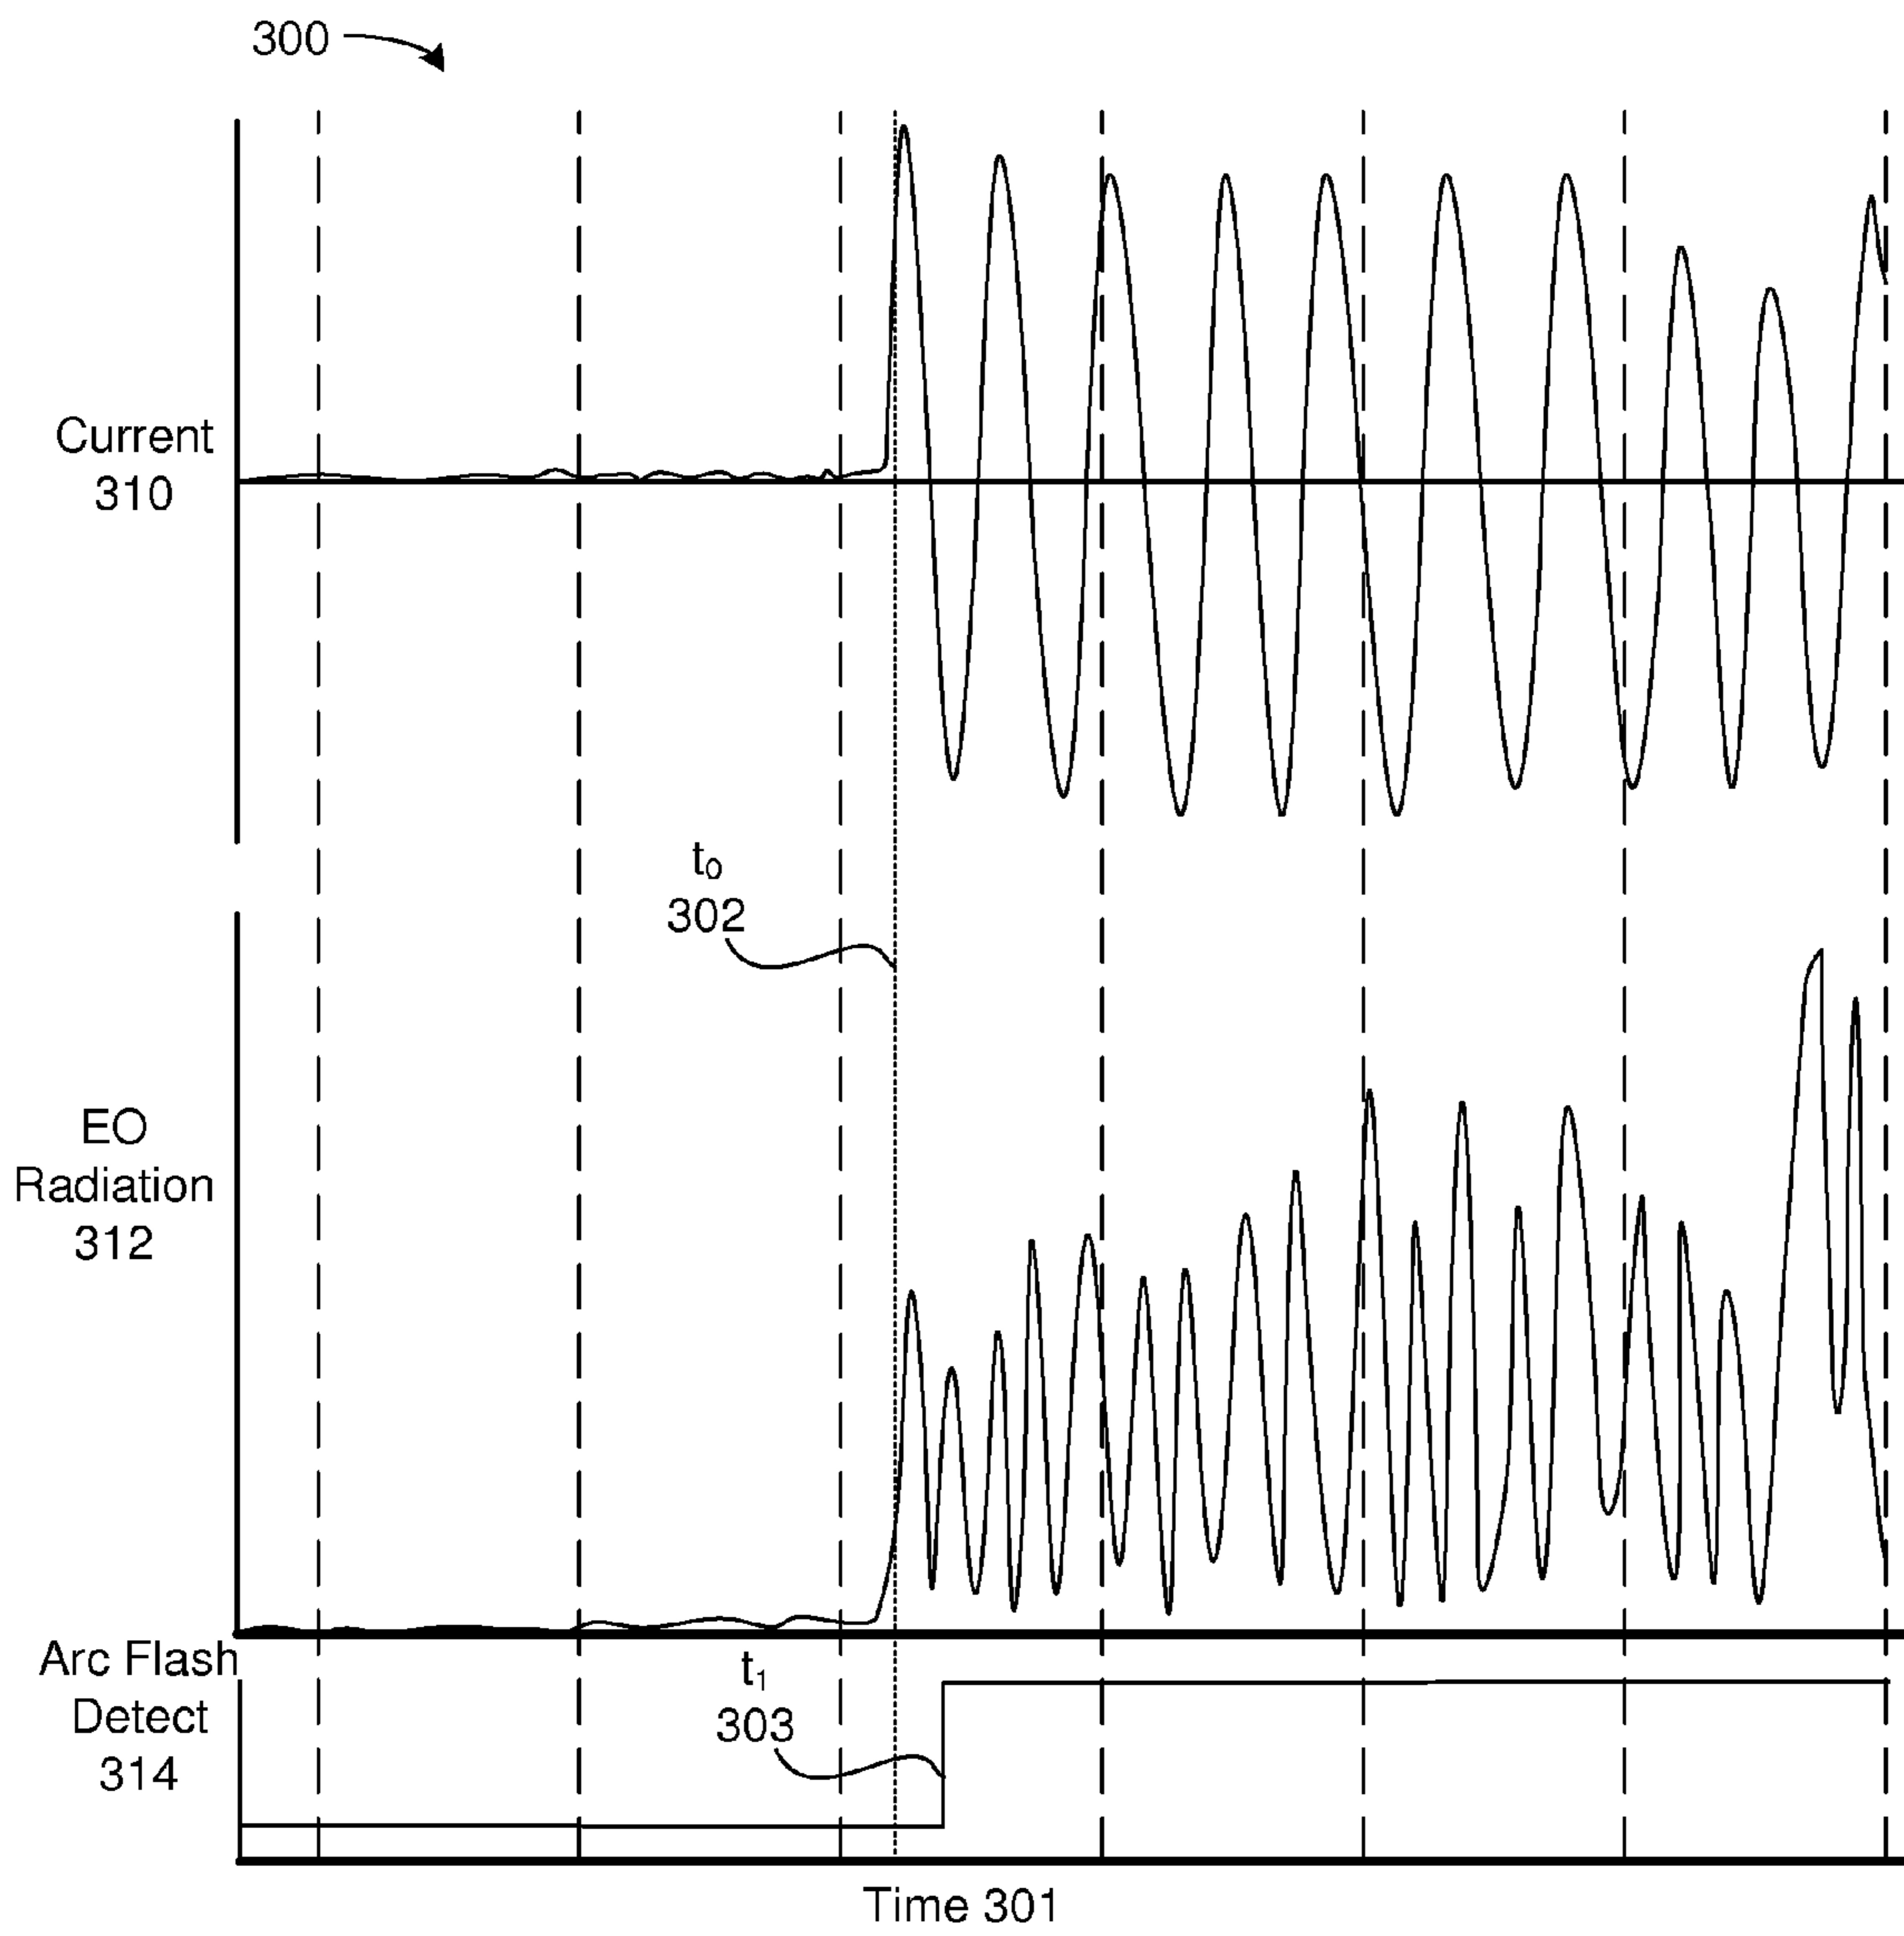 300
Current
310
t₀
302
EO
Radiation
312
Arc Flash
Detect
314
t₁
303
Time 301